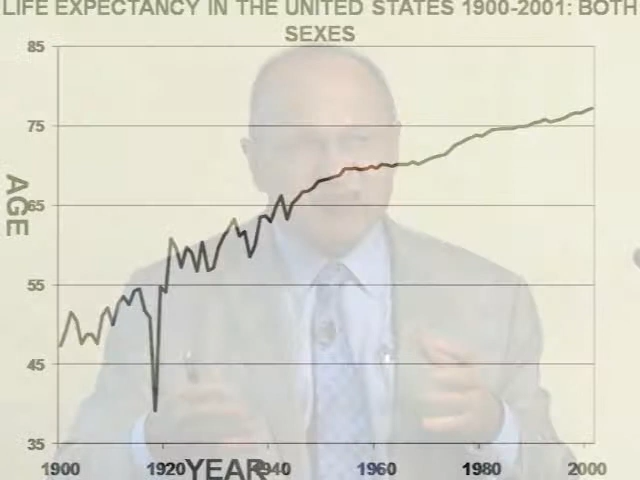 LIFE EXPECTANCY IN THE UNITED STATES 1900-2001: BOTH
SEXES
85
75
65
55
45
35
AGE
1900 1920 1940 1960 1980 2000
YEAR